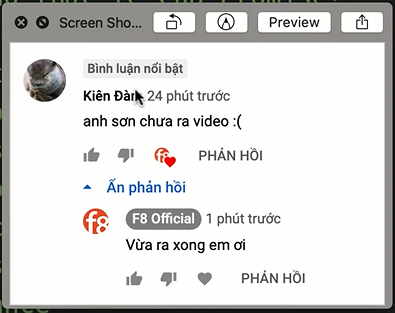 Screen Sho...
Preview
Bình luận nổi bật
Kiên Đàm 24 phút trước
anh sơn chưa ra video :(
PHẢN HỒI
Ẩn phản hồi
F8 Official 1 phút trước
Vừa ra xong em ơi
PHẢN HỒI